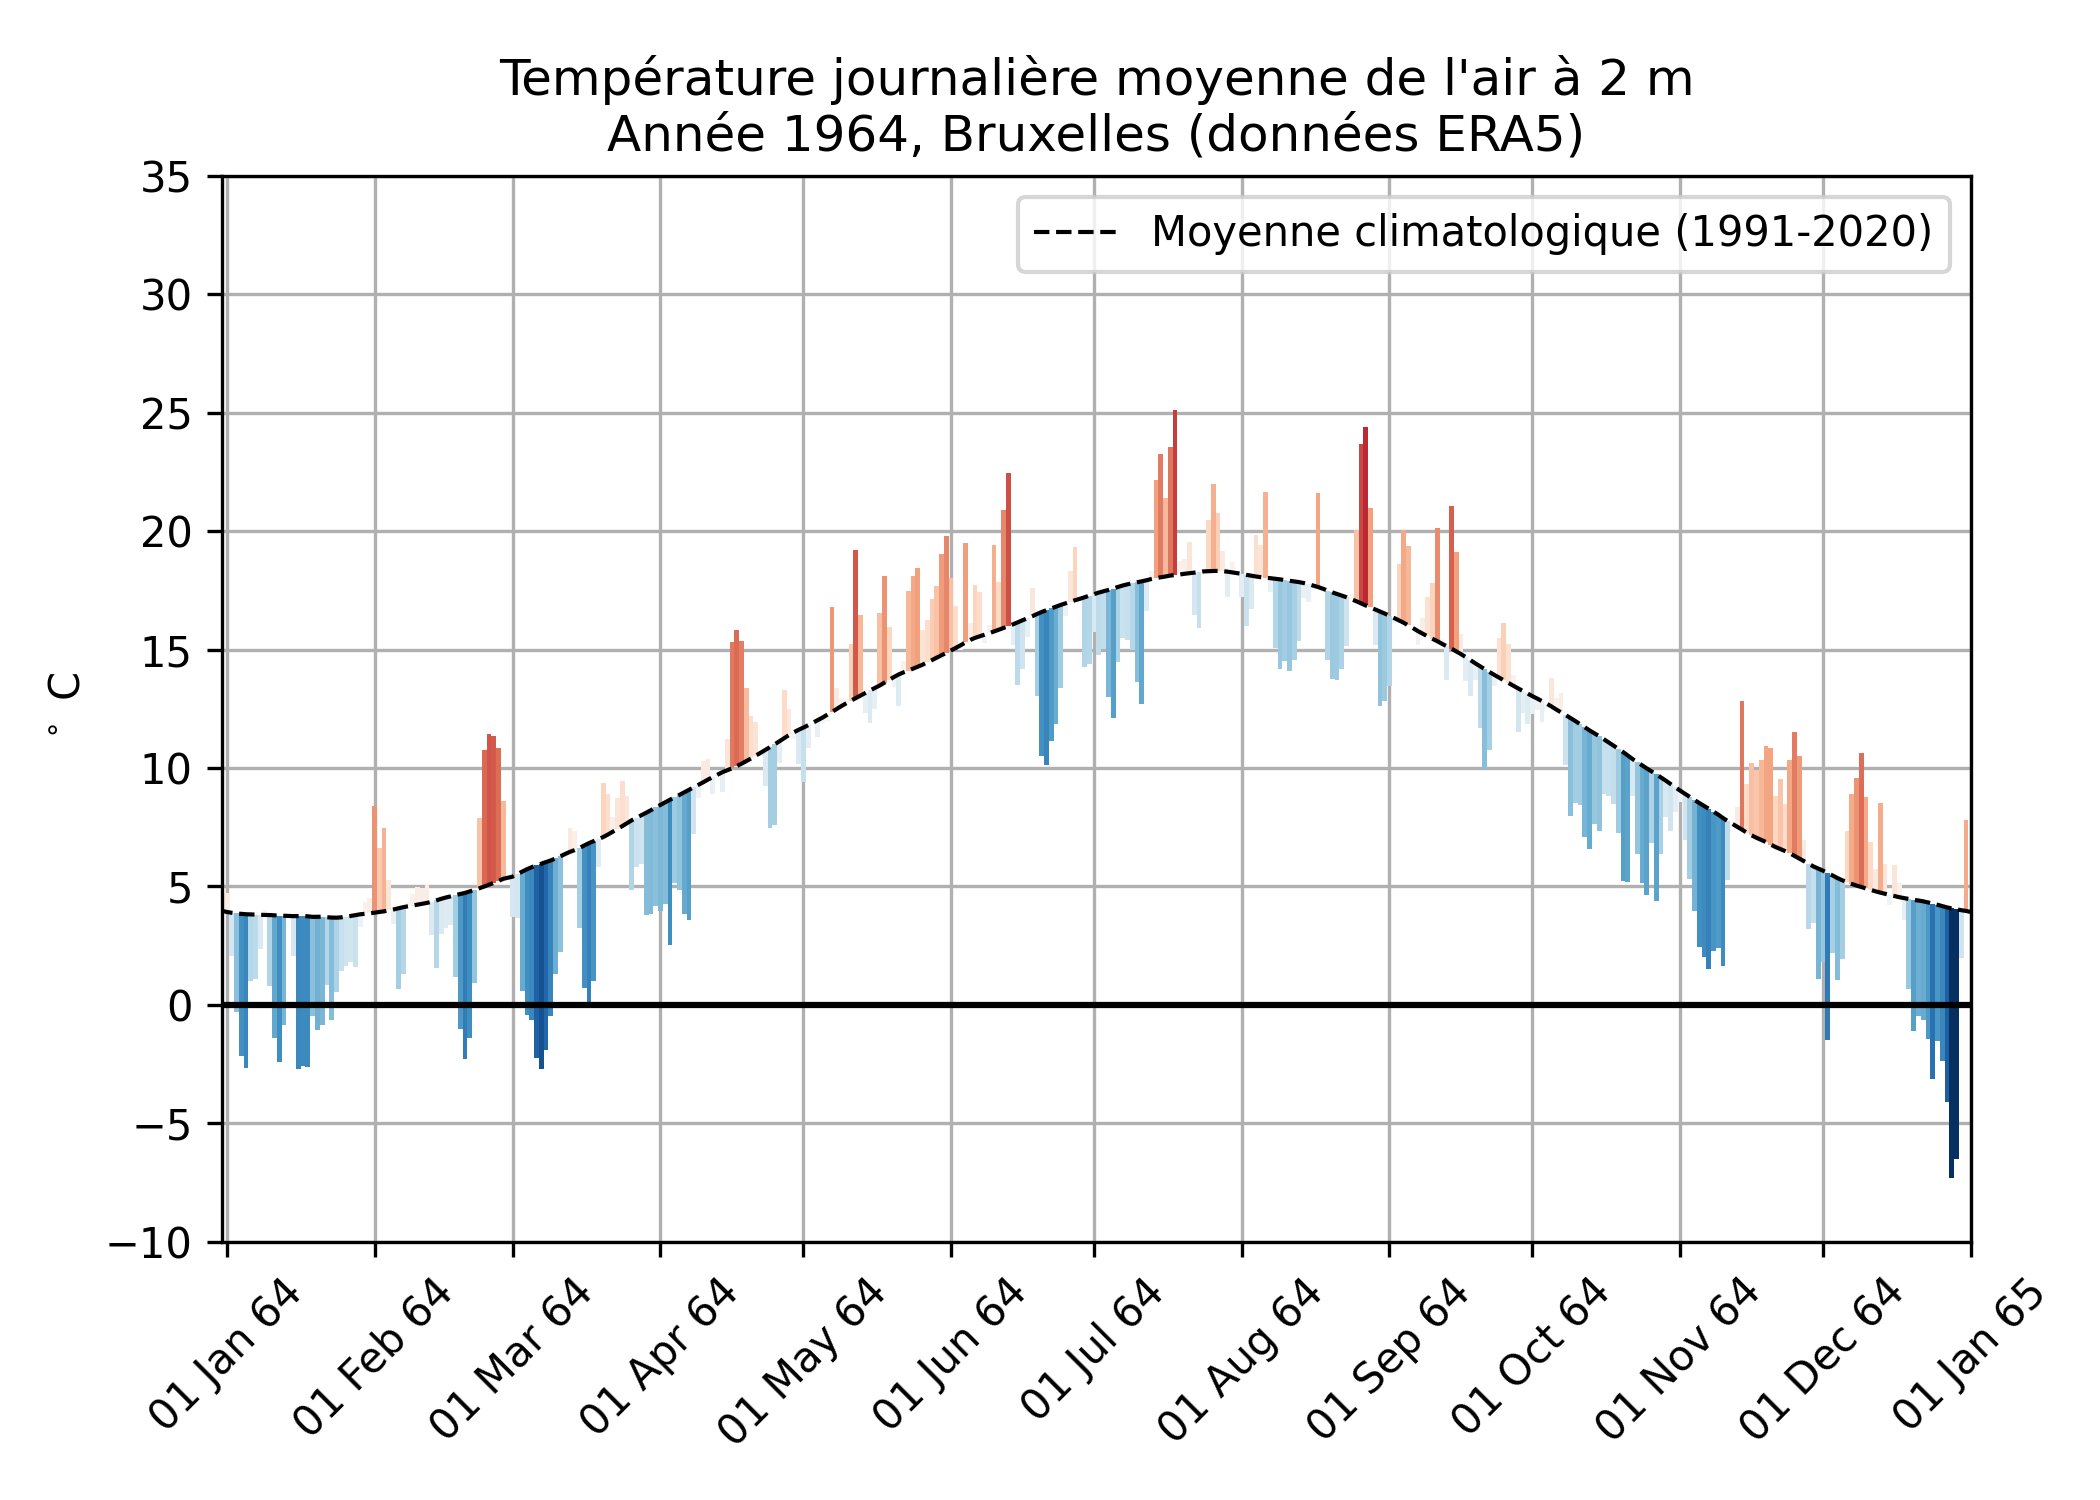 Température journalière moyenne de l'air à 2 m
Année 1964, Bruxelles (données ERA5)
Moyenne climatologique (1991-2020)
35
30
25
20
15
10
5
0
−5
−10
° C
01 Jan 64
01 Feb 64
01 Mar 64
01 Apr 64
01 May 64
01 Jun 64
01 Jul 64
01 Aug 64
01 Sep 64
01 Oct 64
01 Nov 64
01 Dec 64
01 Jan 65